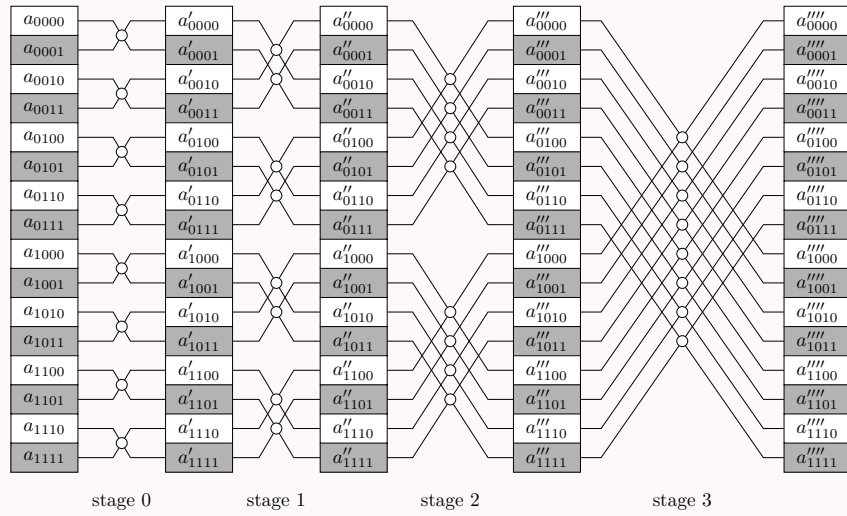 a0000 a′0000 a′′0000 a′′′0000 a′′′′0000
a0001 a′0001 a′′0001 a′′′0001 a′′′′0001
a0010 a′0010 a′′0010 a′′′0010 a′′′′0010
a0011 a′0011 a′′0011 a′′′0011 a′′′′0011
a0100 a′0100 a′′0100 a′′′0100 a′′′′0100
a0101 a′0101 a′′0101 a′′′0101 a′′′′0101
a0110 a′0110 a′′0110 a′′′0110 a′′′′0110
a0111 a′0111 a′′0111 a′′′0111 a′′′′0111
a1000 a′1000 a′′1000 a′′′1000 a′′′′1000
a1001 a′1001 a′′1001 a′′′1001 a′′′′1001
a1010 a′1010 a′′1010 a′′′1010 a′′′′1010
a1011 a′1011 a′′1011 a′′′1011 a′′′′1011
a1100 a′1100 a′′1100 a′′′1100 a′′′′1100
a1101 a′1101 a′′1101 a′′′1101 a′′′′1101
a1110 a′1110 a′′1110 a′′′1110 a′′′′1110
a1111 a′1111 a′′1111 a′′′1111 a′′′′1111
stage 0 stage 1 stage 2 stage 3